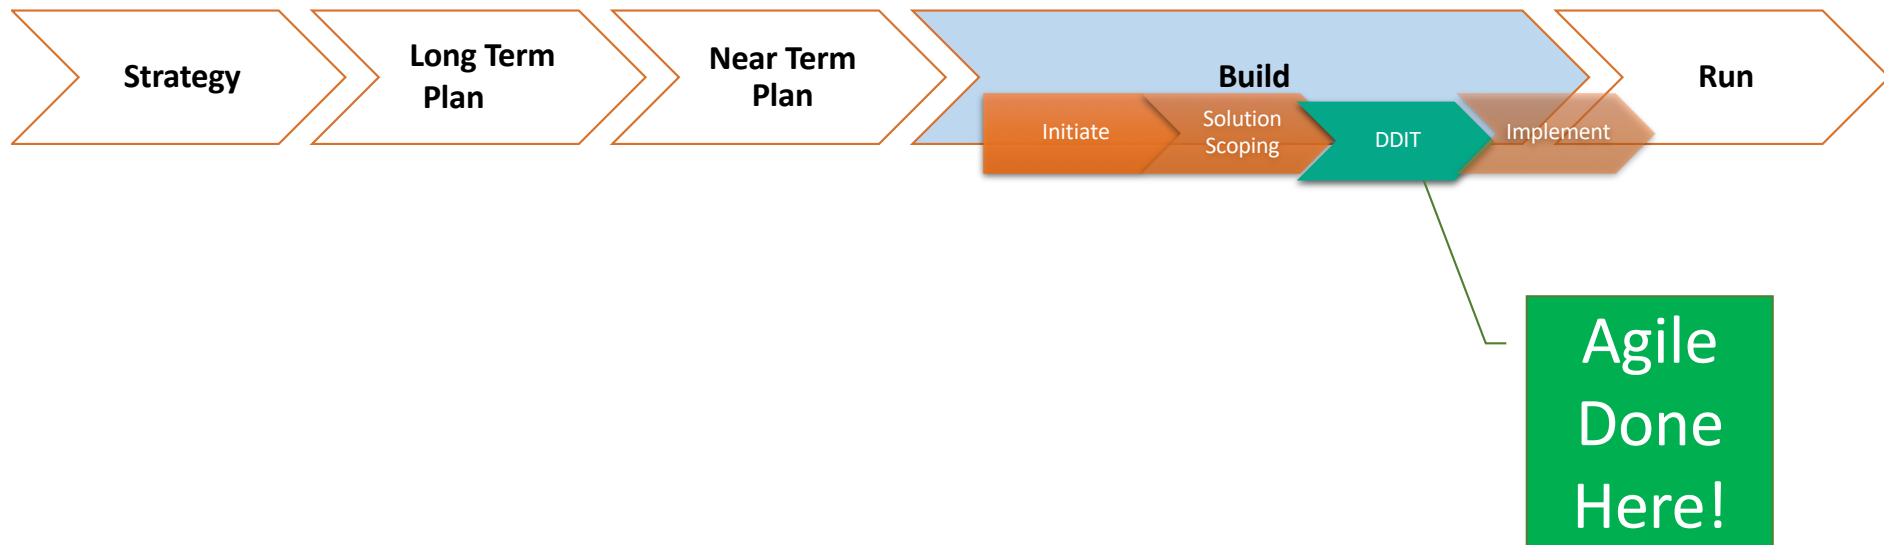 Strategy
Long Term
Plan
Near Term
Plan
Build
Run
Initiate
Solution
Scoping
DDIT
Implement
Agile
Done
Here!